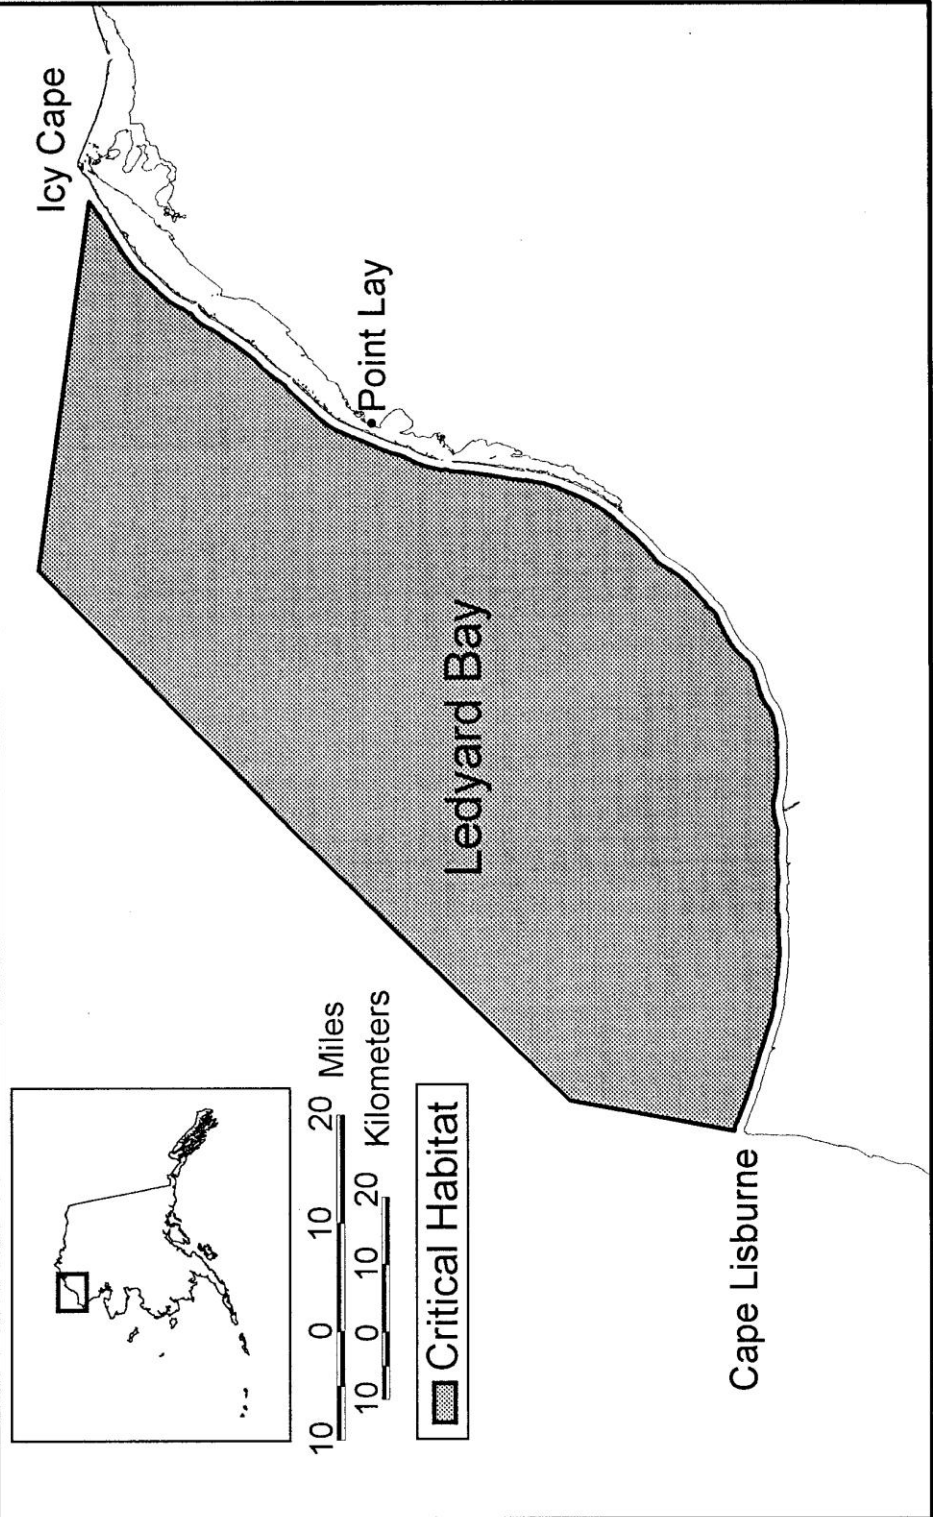 Icy Cape
Point Lay
Ledyard Bay
Cape Lisburne
10 0 10 20 Miles
10 0 10 20 Kilometers
Critical Habitat